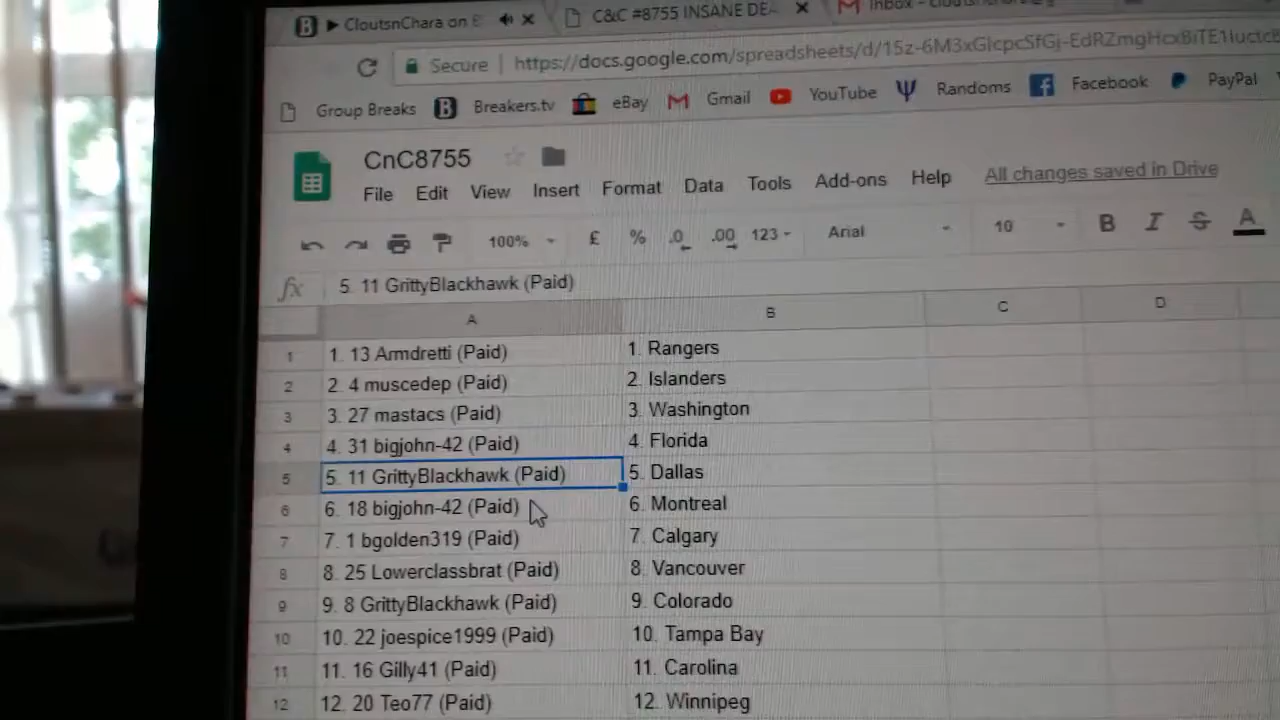 CloutsnChara on
C&C #8755 INSANE DE
Secure https://docs.google.com/spreadsheets/d/
Group Breaks Breakers.tv eBay Gmail YouTube Randoms Facebook PayPal
CnC8755
File Edit View Insert Format Data Tools Add-ons Help All changes saved in Drive
100% £ % .0 .00 123 Arial 10 B I S A
fx 5. 11 GrittyBlackhawk (Paid)
A B C D
1 1. 13 Armdretti (Paid) 1. Rangers
2 2. 4 muscedep (Paid) 2. Islanders
3 3. 27 mastacs (Paid) 3. Washington
4 4. 31 bigjohn-42 (Paid) 4. Florida
5 5. 11 GrittyBlackhawk (Paid) 5. Dallas
6 6. 18 bigjohn-42 (Paid) 6. Montreal
7 7. 1 bgolden319 (Paid) 7. Calgary
8 8. 25 Lowerclassbrat (Paid) 8. Vancouver
9 9. 8 GrittyBlackhawk (Paid) 9. Colorado
10 10. 22 joespice1999 (Paid) 10. Tampa Bay
11 11. 16 Gilly41 (Paid) 11. Carolina
12 12. 20 Teo77 (Paid) 12. Winnipeg